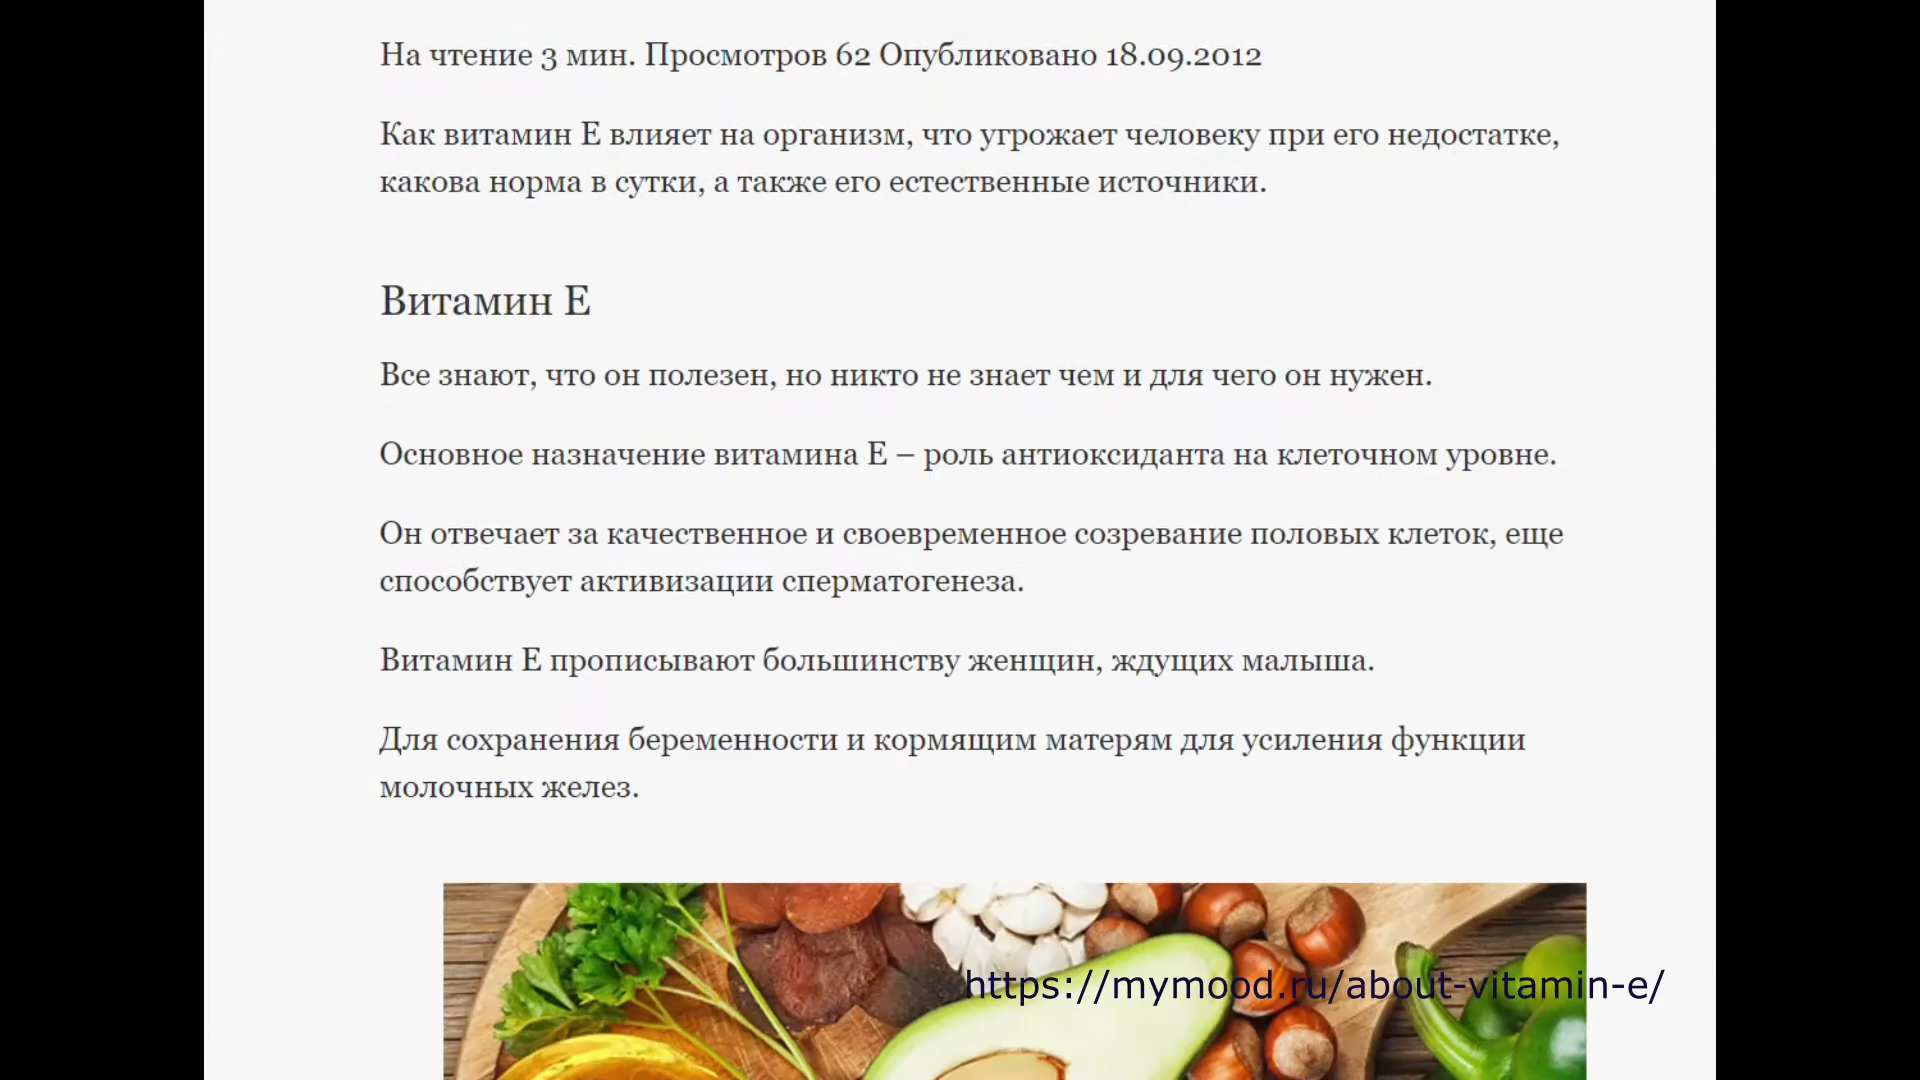 На чтение 3 мин. Просмотров 62 Опубликовано 18.09.2012
Как витамин Е влияет на организм, что угрожает человеку при его недостатке,
какова норма в сутки, а также его естественные источники.
Витамин Е
Все знают, что он полезен, но никто не знает чем и для чего он нужен.
Основное назначение витамина Е – роль антиоксиданта на клеточном уровне.
Он отвечает за качественное и своевременное созревание половых клеток, еще
способствует активизации сперматогенеза.
Витамин Е прописывают большинству женщин, ждущих малыша.
Для сохранения беременности и кормящим матерям для усиления функции
молочных желез.
https://mymood.ru/about-vitamin-e/